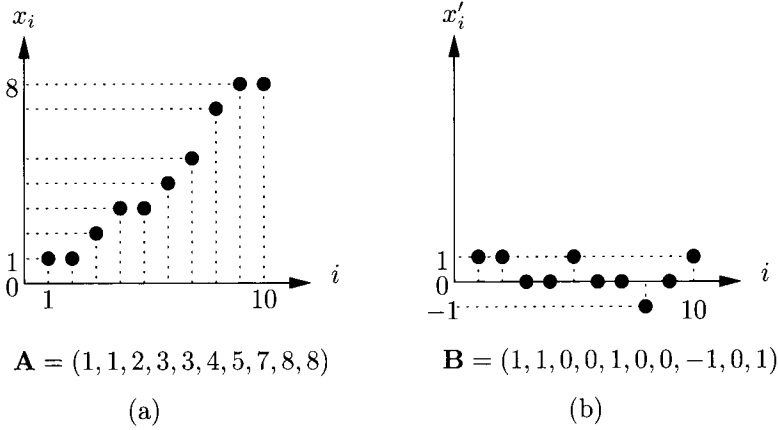 x_i
8
1
0
1
10
i
A = (1, 1, 2, 3, 3, 4, 5, 7, 8, 8)
(a)
x'_i
1
0
−1
10
i
B = (1, 1, 0, 0, 1, 0, 0, −1, 0, 1)
(b)